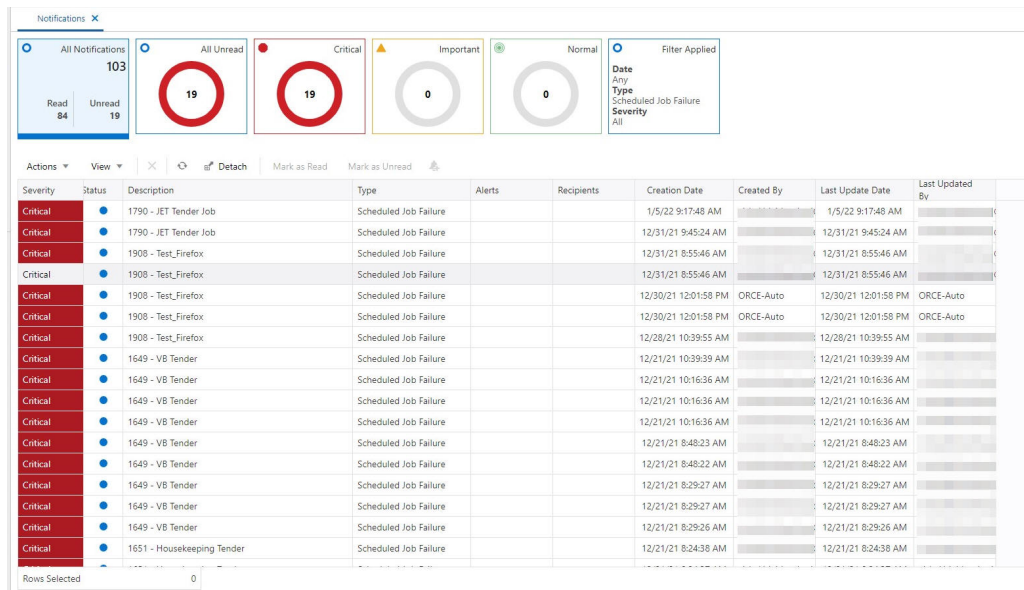 Notifications
All Notifications
103
Read Unread
84 19
All Unread
19
Critical
19
Important
0
Normal
0
Filter Applied
Date
Any
Type
Scheduled Job Failure
Severity
All
Actions View Detach Mark as Read Mark as Unread
Severity Status Description Type Alerts Recipients Creation Date Created By Last Update Date Last Updated By
Critical 1790 - JET Tender Job Scheduled Job Failure 1/5/22 9:17:48 AM 1/5/22 9:17:48 AM
Critical 1790 - JET Tender Job Scheduled Job Failure 12/31/21 9:45:24 AM 12/31/21 9:45:24 AM
Critical 1908 - Test_Firefox Scheduled Job Failure 12/31/21 8:55:46 AM 12/31/21 8:55:46 AM
Critical 1908 - Test_Firefox Scheduled Job Failure 12/31/21 8:55:46 AM 12/31/21 8:55:46 AM
Critical 1908 - Test_Firefox Scheduled Job Failure 12/30/21 12:01:58 PM ORCE-Auto 12/30/21 12:01:58 PM ORCE-Auto
Critical 1908 - Test_Firefox Scheduled Job Failure 12/30/21 12:01:58 PM ORCE-Auto 12/30/21 12:01:58 PM ORCE-Auto
Critical 1908 - Test_Firefox Scheduled Job Failure 12/28/21 10:39:55 AM 12/28/21 10:39:55 AM
Critical 1649 - VB Tender Scheduled Job Failure 12/21/21 10:39:39 AM 12/21/21 10:39:39 AM
Critical 1649 - VB Tender Scheduled Job Failure 12/21/21 10:16:36 AM 12/21/21 10:16:36 AM
Critical 1649 - VB Tender Scheduled Job Failure 12/21/21 10:16:36 AM 12/21/21 10:16:36 AM
Critical 1649 - VB Tender Scheduled Job Failure 12/21/21 10:16:36 AM 12/21/21 10:16:36 AM
Critical 1649 - VB Tender Scheduled Job Failure 12/21/21 8:48:23 AM 12/21/21 8:48:23 AM
Critical 1649 - VB Tender Scheduled Job Failure 12/21/21 8:48:22 AM 12/21/21 8:48:22 AM
Critical 1649 - VB Tender Scheduled Job Failure 12/21/21 8:29:27 AM 12/21/21 8:29:27 AM
Critical 1649 - VB Tender Scheduled Job Failure 12/21/21 8:29:27 AM 12/21/21 8:29:27 AM
Critical 1649 - VB Tender Scheduled Job Failure 12/21/21 8:29:26 AM 12/21/21 8:29:26 AM
Critical 1651 - Housekeeping Tender Scheduled Job Failure 12/21/21 8:24:38 AM 12/21/21 8:24:38 AM
Rows Selected 0